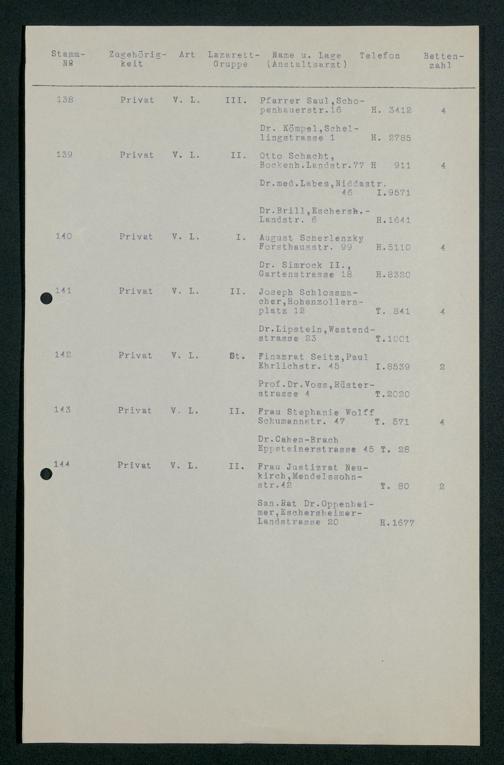 Stamm- Zugehörig- Art Lazarett- Name u. Lage Telefon Betten-
№ keit Gruppe (Anstaltsarzt) zahl
138 Privat V. L. III. Pfarrer Saul,Scho-
penhauerstr.16 H. 3412 4
Dr. Kömpel,Schel-
lingstrasse 1 H. 2785
139 Privat V. L. II. Otto Schacht,
Bockenh.Landstr.77 H 911 4
Dr.med.Labes,Niddastr.
46 I.9571
Dr.Brill,Eschersh.-
Landstr. 6 H.1641
140 Privat V. L. I. August Scherlenzky
Forsthausstr. 99 H.5110 4
Dr. Simrock II.,
Gartenstrasse 18 H.8320
141 Privat V. L. II. Joseph Schlossma-
cher,Hohenzollern-
platz 12 T. 841 4
Dr.Lipstein,Westend-
strasse 23 T.1001
142 Privat V. L. St. Finanzrat Seitz,Paul
Ehrlichstr. 45 I.8539 2
Prof.Dr.Voss,Rüster-
strasse 4 T.2020
143 Privat V. L. II. Frau Stephanie Wolff
Schumannstr. 47 T. 571 4
Dr.Cahen-Brach
Eppsteinerstrasse 45 T. 28
144 Privat V. L. II. Frau Justizrat Neu-
kirch,Mendelssohn-
str.42 T. 80 2
San.Rat Dr.Oppenhei-
mer,Eschersheimer-
Landstrasse 20 H.1677